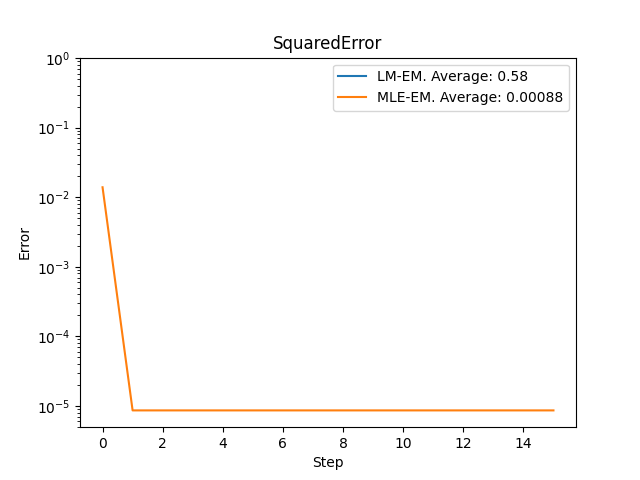 SquaredError
LM-EM. Average: 0.58
MLE-EM. Average: 0.00088
Error
10⁰
10⁻¹
10⁻²
10⁻³
10⁻⁴
10⁻⁵
0 2 4 6 8 10 12 14
Step